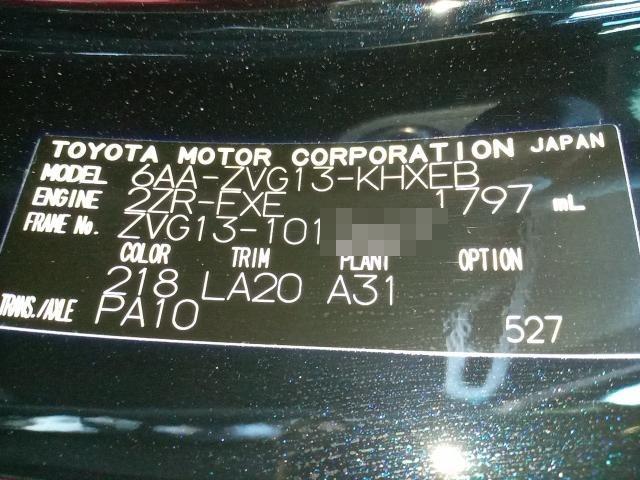 TOYOTA MOTOR CORPORATION JAPAN
MODEL 6AA-ZVG13-KHXEB
ENGINE 2ZR-FXE 1797 mL
FRAME No. ZVG13-101
COLOR TRIM PLANT OPTION
218 LA20 A31
TRANS./AXLE PA10
527